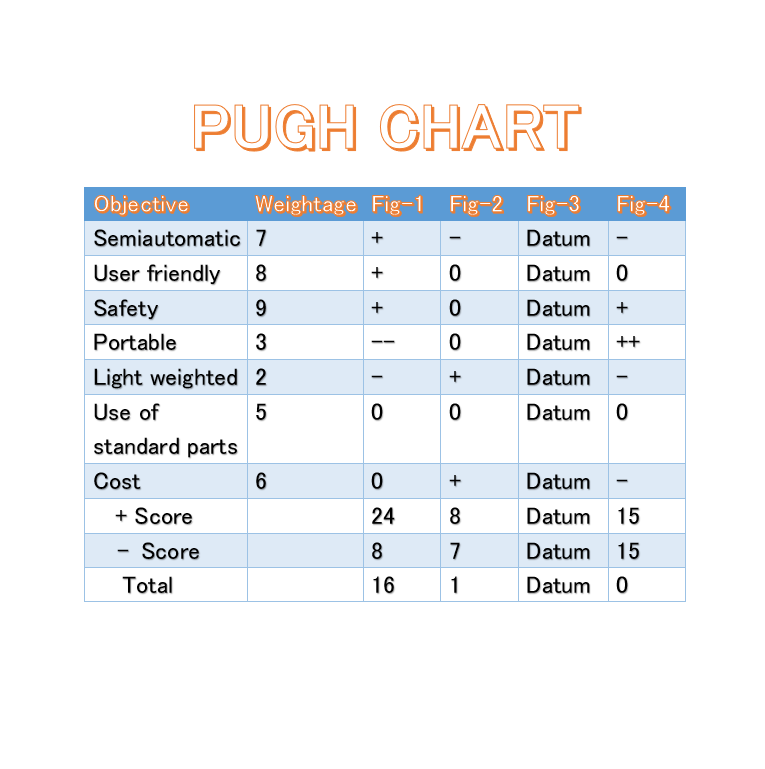 PUGH CHART
Objective Weightage Fig-1 Fig-2 Fig-3 Fig-4
Semiautomatic 7 + - Datum -
User friendly 8 + 0 Datum 0
Safety 9 + 0 Datum +
Portable 3 -- 0 Datum ++
Light weighted 2 - + Datum -
Use of 5 0 0 Datum 0
standard parts
Cost 6 0 + Datum -
+ Score 24 8 Datum 15
- Score 8 7 Datum 15
Total 16 1 Datum 0